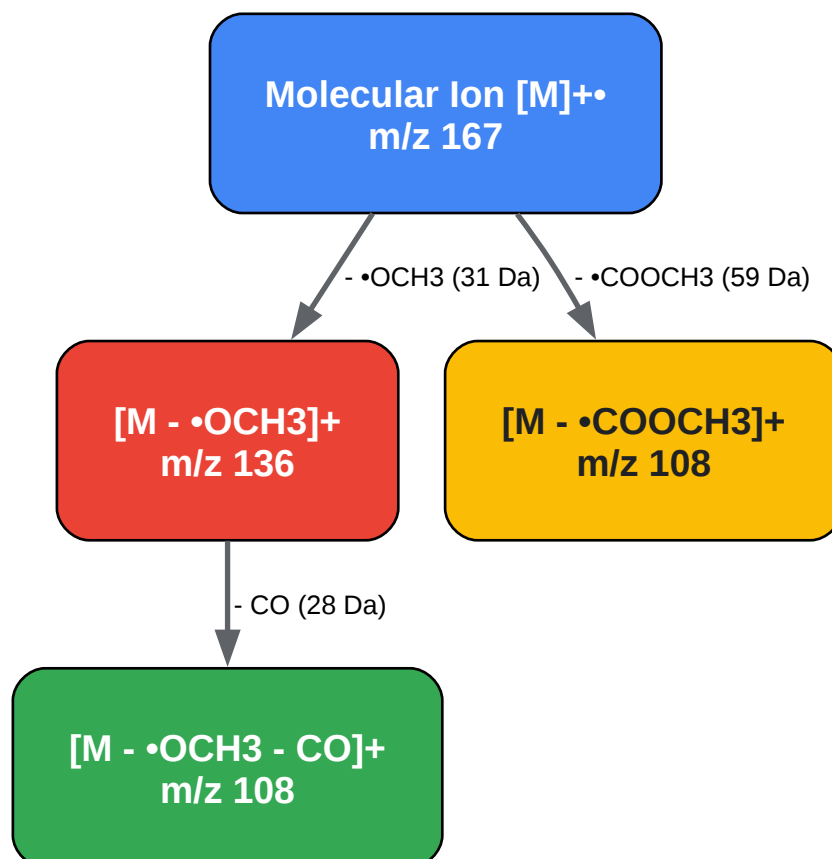 Molecular Ion [M]+•
m/z 167
- •OCH3 (31 Da)
- •COOCH3 (59 Da)
[M - •OCH3]+
m/z 136
[M - •COOCH3]+
m/z 108
- CO (28 Da)
[M - •OCH3 - CO]+
m/z 108